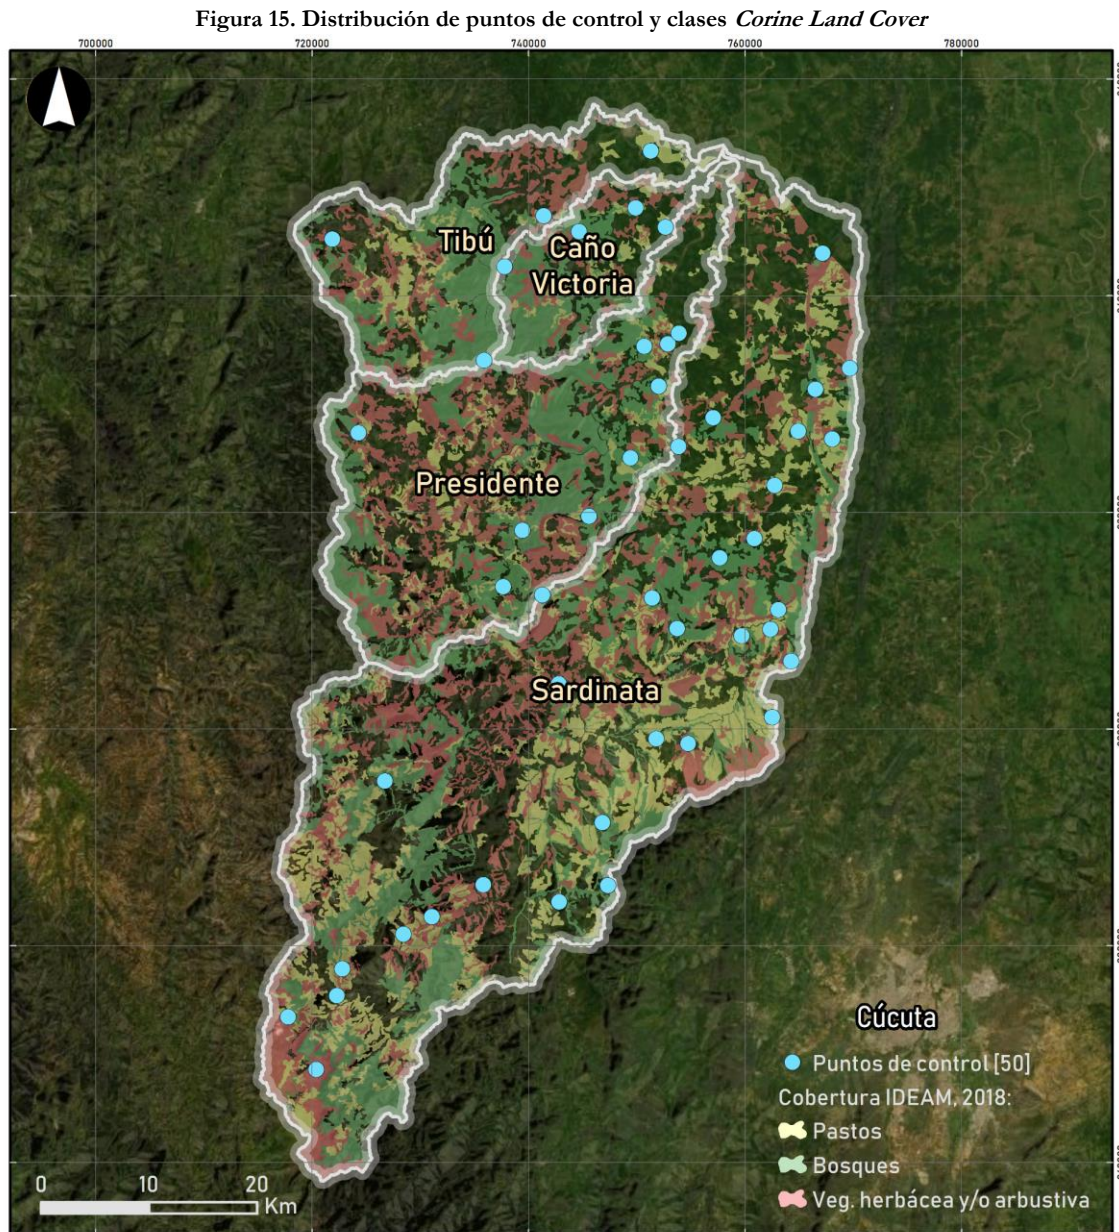 Figura 15. Distribución de puntos de control y clases Corine Land Cover
700000 720000 740000 760000 780000
Tibú
Caño
Victoria
Presidente
Sardinata
Cúcuta
Puntos de control [50]
Cobertura IDEAM, 2018:
Pastos
Bosques
Veg. herbácea y/o arbustiva
0 10 20
Km